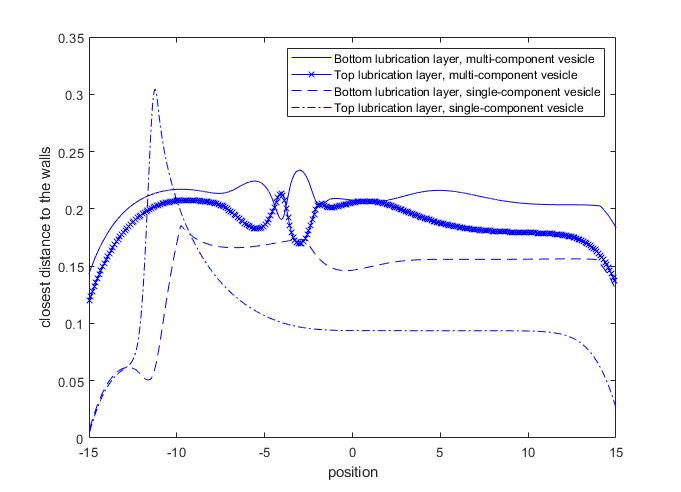 0.35
0.3
0.25
0.2
0.15
0.1
0.05
0
closest distance to the walls
Bottom lubrication layer, multi-component vesicle
Top lubrication layer, multi-component vesicle
Bottom lubrication layer, single-component vesicle
Top lubrication layer, single-component vesicle
-15 -10 -5 0 5 10 15
position